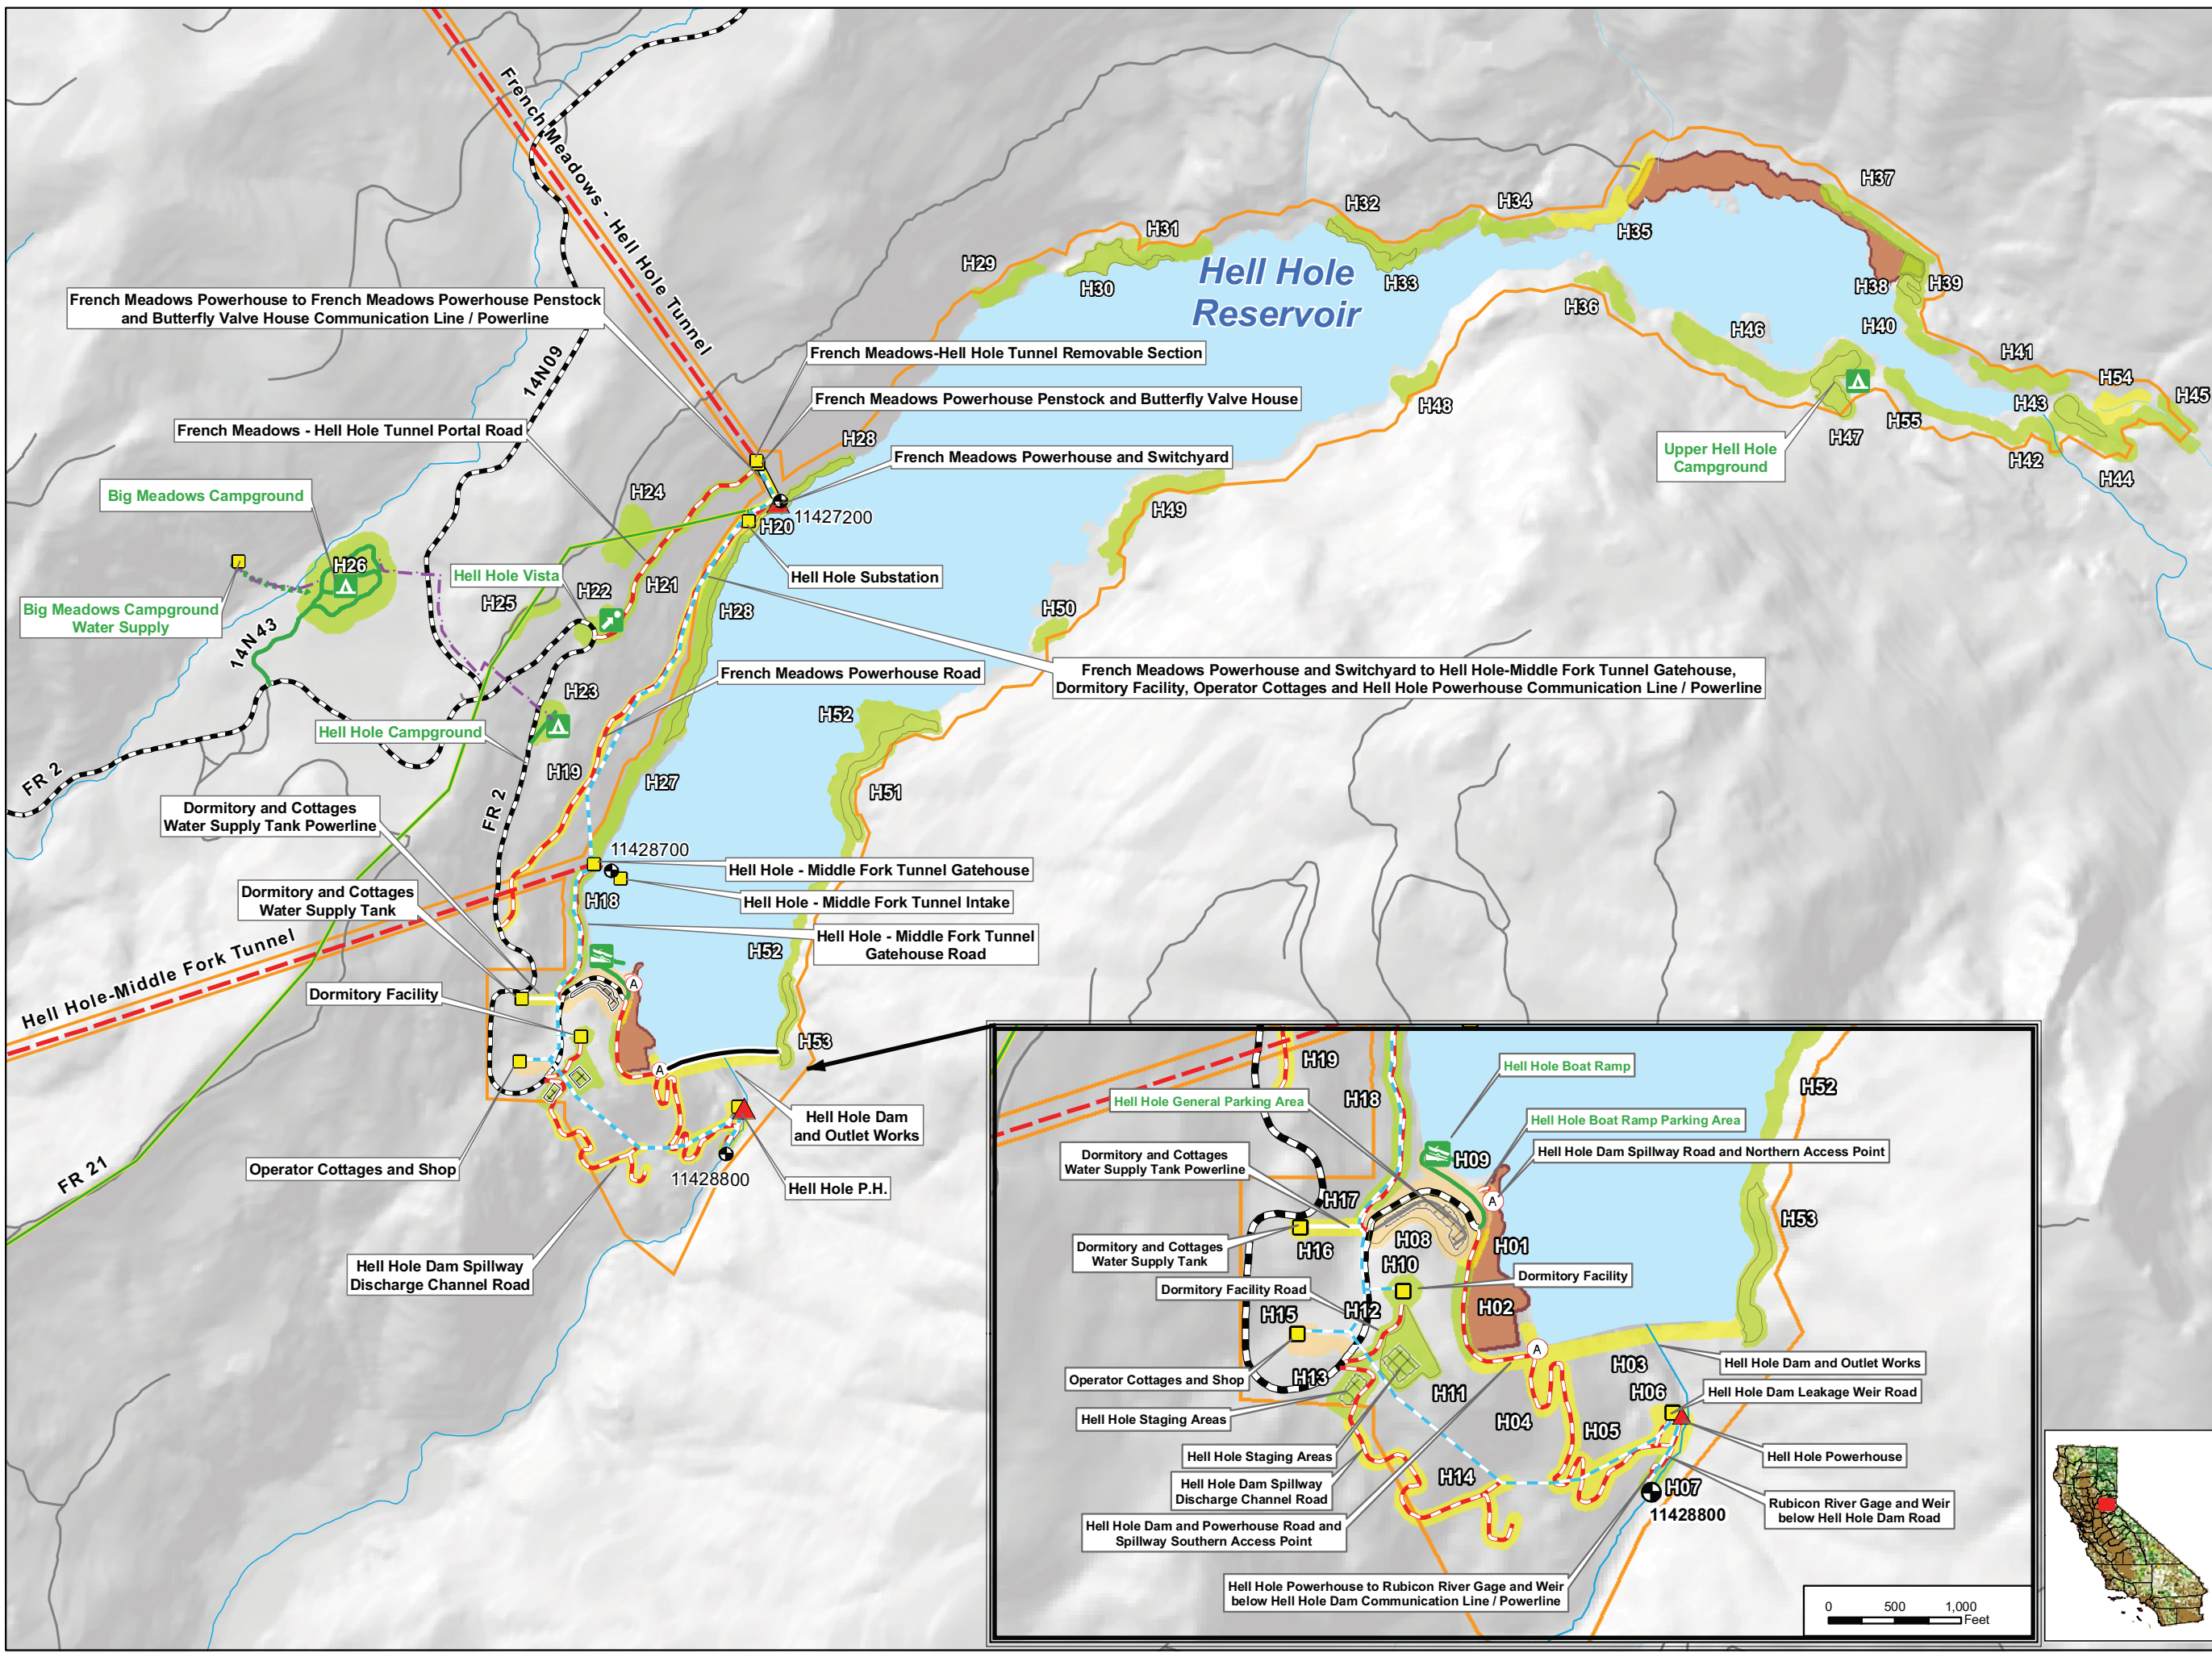 French Meadows - Hell Hole Tunnel
H37
H32
H34
H31
H35
H29
Hell Hole
Reservoir
H30
H33
H38
H39
H36
French Meadows Powerhouse to French Meadows Powerhouse Penstock
and Butterfly Valve House Communication Line / Powerline
H46
H40
14N09
French Meadows-Hell Hole Tunnel Removable Section
H41
H54
H45
French Meadows Powerhouse Penstock and Butterfly Valve House
H48
H43
H55
French Meadows - Hell Hole Tunnel Portal Road
H28
H47
Upper Hell Hole
Campground
French Meadows Powerhouse and Switchyard
H42
H44
Big Meadows Campground
H24
11427200
H20
H49
H26
Hell Hole Vista
H21
Hell Hole Substation
H22
H25
H28
H50
Big Meadows Campground
Water Supply
14N43
French Meadows Powerhouse Road
French Meadows Powerhouse and Switchyard to Hell Hole-Middle Fork Tunnel Gatehouse,
Dormitory Facility, Operator Cottages and Hell Hole Powerhouse Communication Line / Powerline
H23
Hell Hole Campground
H52
H19
FR 2
H27
H51
Dormitory and Cottages
Water Supply Tank Powerline
FR 2
11428700
Hell Hole - Middle Fork Tunnel Gatehouse
Dormitory and Cottages
Water Supply Tank
H18
Hell Hole - Middle Fork Tunnel Intake
Hell Hole - Middle Fork Tunnel
Gatehouse Road
H52
Hell Hole-Middle Fork Tunnel
Dormitory Facility
A
H53
A
Hell Hole Dam
and Outlet Works
Operator Cottages and Shop
FR 21
11428800
Hell Hole P.H.
Hell Hole Dam Spillway
Discharge Channel Road
H19
Hell Hole Boat Ramp
H52
Hell Hole General Parking Area
H18
Hell Hole Boat Ramp Parking Area
Dormitory and Cottages
Water Supply Tank Powerline
H09
Hell Hole Dam Spillway Road and Northern Access Point
H17
A
H53
Dormitory and Cottages
Water Supply Tank
H16
H08
H01
H10
Dormitory Facility
Dormitory Facility Road
H15
H12
H02
A
H03
Hell Hole Dam and Outlet Works
Operator Cottages and Shop
H13
H11
H06
Hell Hole Dam Leakage Weir Road
Hell Hole Staging Areas
H04
H05
Hell Hole Staging Areas
Hell Hole Powerhouse
H14
Hell Hole Dam Spillway
Discharge Channel Road
H07
11428800
Rubicon River Gage and Weir
below Hell Hole Dam Road
Hell Hole Dam and Powerhouse Road and
Spillway Southern Access Point
Hell Hole Powerhouse to Rubicon River Gage and Weir
below Hell Hole Dam Communication Line / Powerline
0 500 1,000
Feet